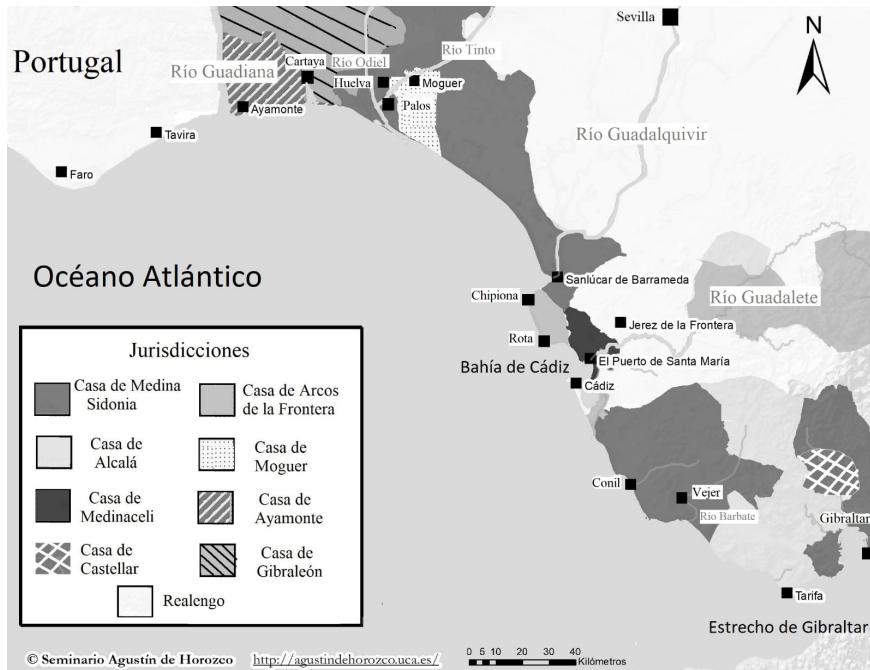 Sevilla
N
Portugal
Río Guadiana
Cartaya
Río Odiel
Río Tinto
Huelva
Moguer
Palos
Ayamonte
Tavira
Faro
Río Guadalquivir
Océano Atlántico
Sanlúcar de Barrameda
Chipiona
Río Guadalete
Rota
Jerez de la Frontera
Bahía de Cádiz
El Puerto de Santa María
Cádiz
Conil
Vejer
Río Barbate
Gibraltar
Tarifa
Estrecho de Gibraltar
Jurisdicciones
Casa de Medina
Sidonia
Casa de Arcos
de la Frontera
Casa de
Alcalá
Casa de
Moguer
Casa de
Medinaceli
Casa de
Ayamonte
Casa de
Castellar
Casa de
Gibraleón
Realengo
© Seminario Agustín de Horozco http://agustindehorozco.uca.es/
0 5 10 20 30 40
Kilómetros